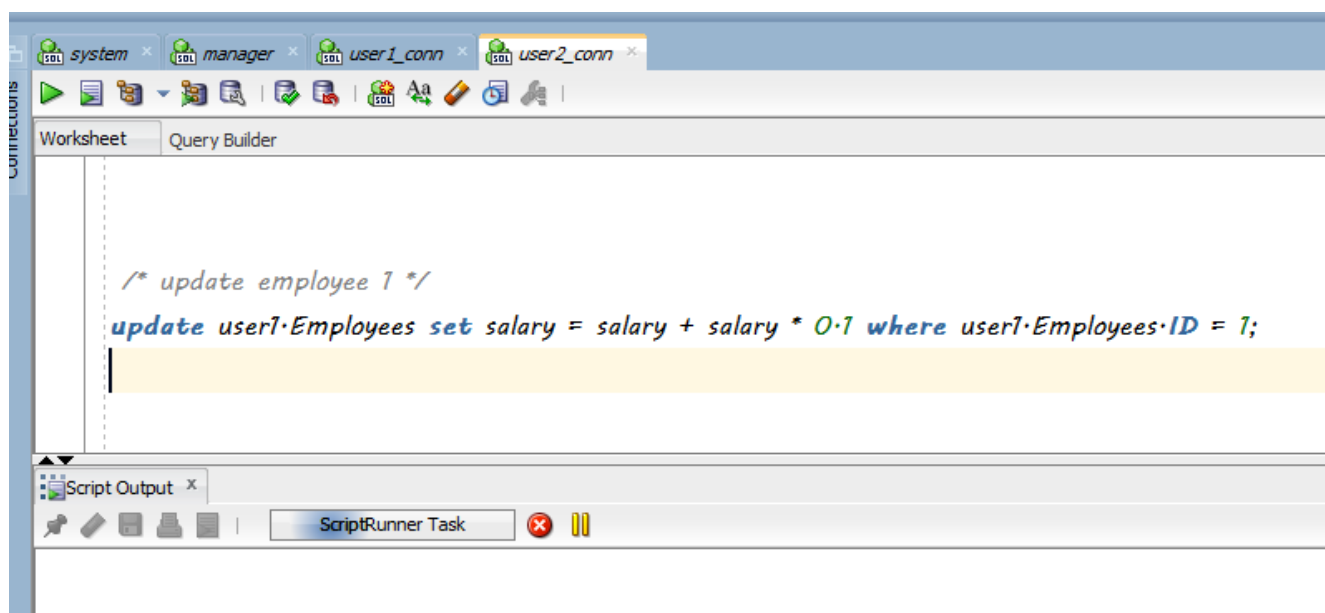 system manager user1_conn user2_conn
Connections
Worksheet Query Builder
/* update employee 1 */
update user1.Employees set salary = salary + salary * 0.1 where user1.Employees.ID = 1;
Script Output
ScriptRunner Task